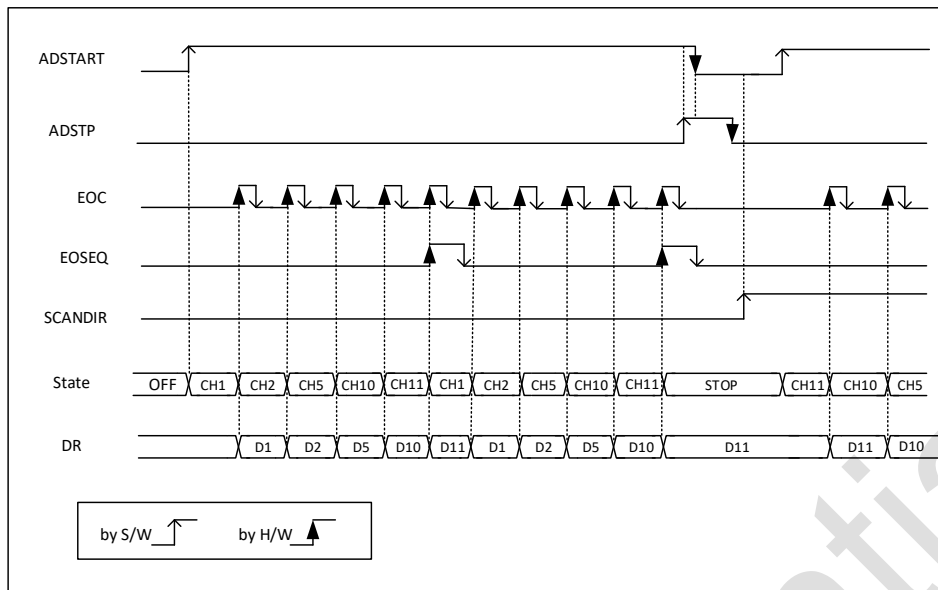 ADSTART
ADSTP
EOC
EOSEQ
SCANDIR
State OFF CH1 CH2 CH5 CH10 CH11 CH1 CH2 CH5 CH10 CH11 STOP CH11 CH10 CH5
DR D1 D2 D5 D10 D11 D1 D2 D5 D10 D11 D11 D10
by S/W by H/W